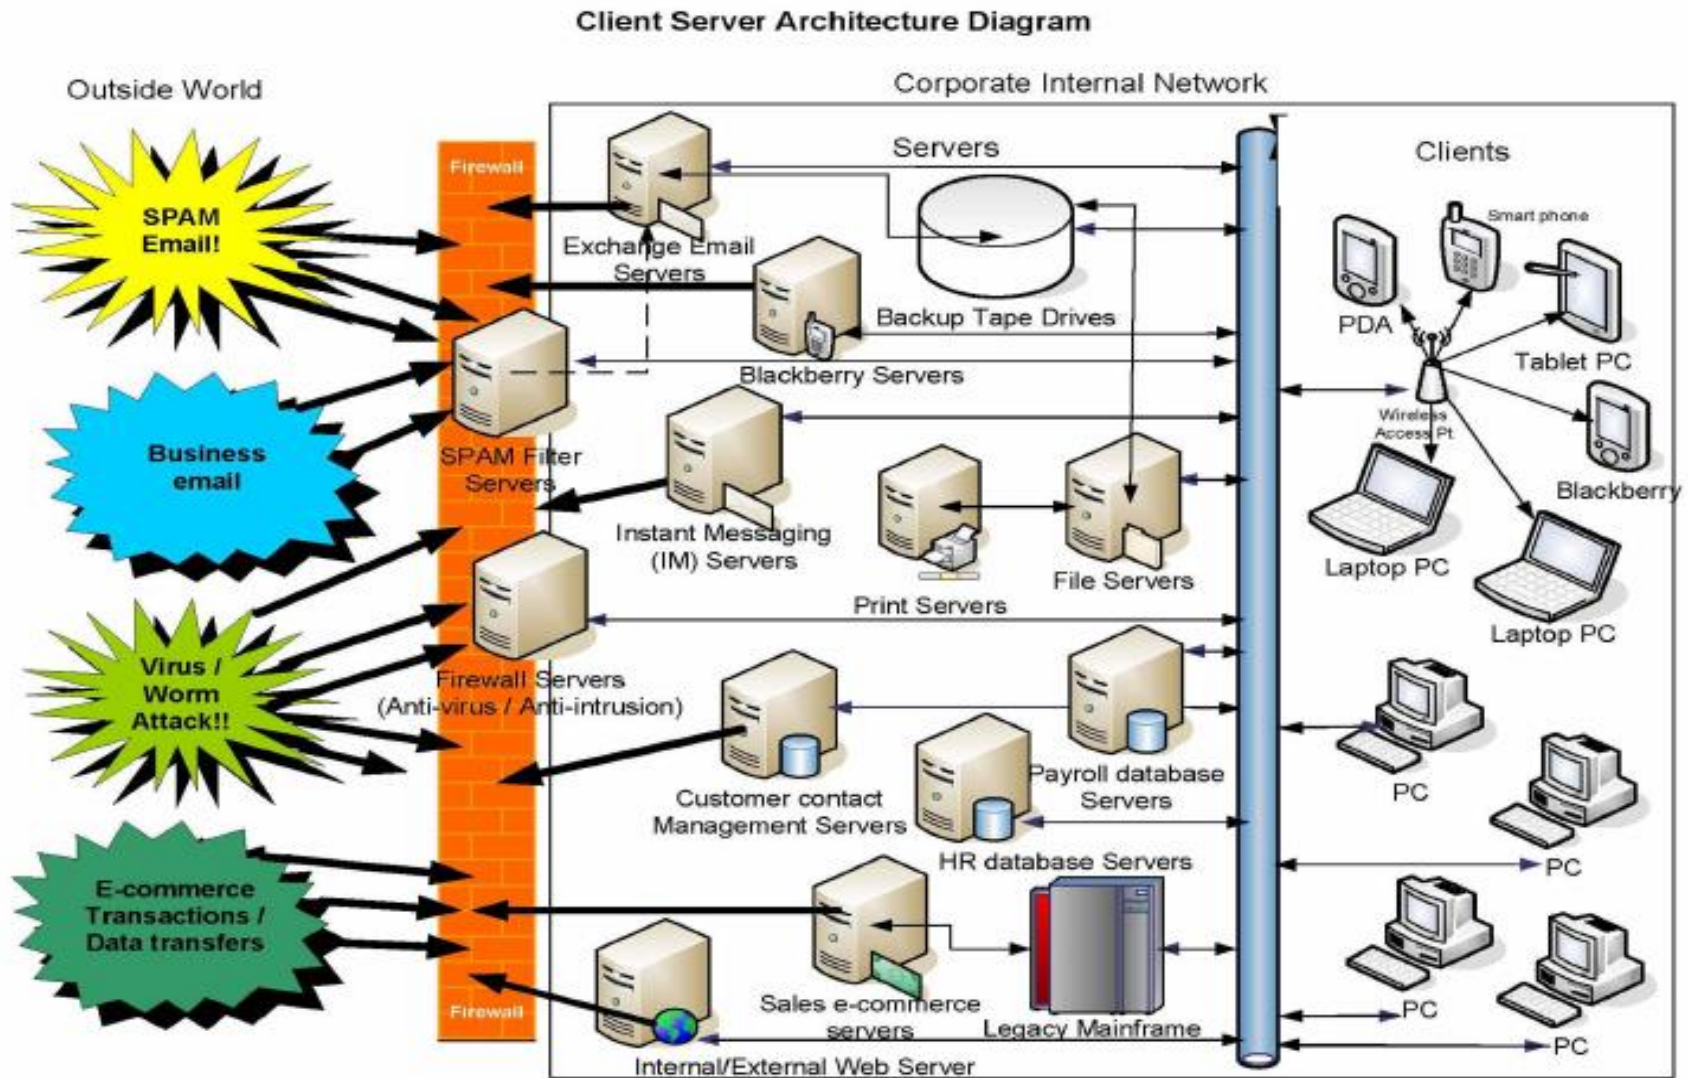 Client Server Architecture Diagram
Outside World
Corporate Internal Network
Firewall
Servers
Clients
SPAM
Email!
Exchange Email
Servers
Smart phone
PDA
Tablet PC
Backup Tape Drives
Blackberry Servers
Wireless
Access Pt
Business
email
SPAM Filter
Servers
Blackberry
Instant Messaging
(IM) Servers
File Servers
Laptop PC
Print Servers
Laptop PC
Virus /
Worm
Attack!!
Firewall Servers
(Anti-virus / Anti-intrusion)
Payroll database
Servers
PC
Customer contact
Management Servers
HR database Servers
PC
E-commerce
Transactions /
Data transfers
Sales e-commerce
servers
Legacy Mainframe
PC
Firewall
PC
Internal/External Web Server